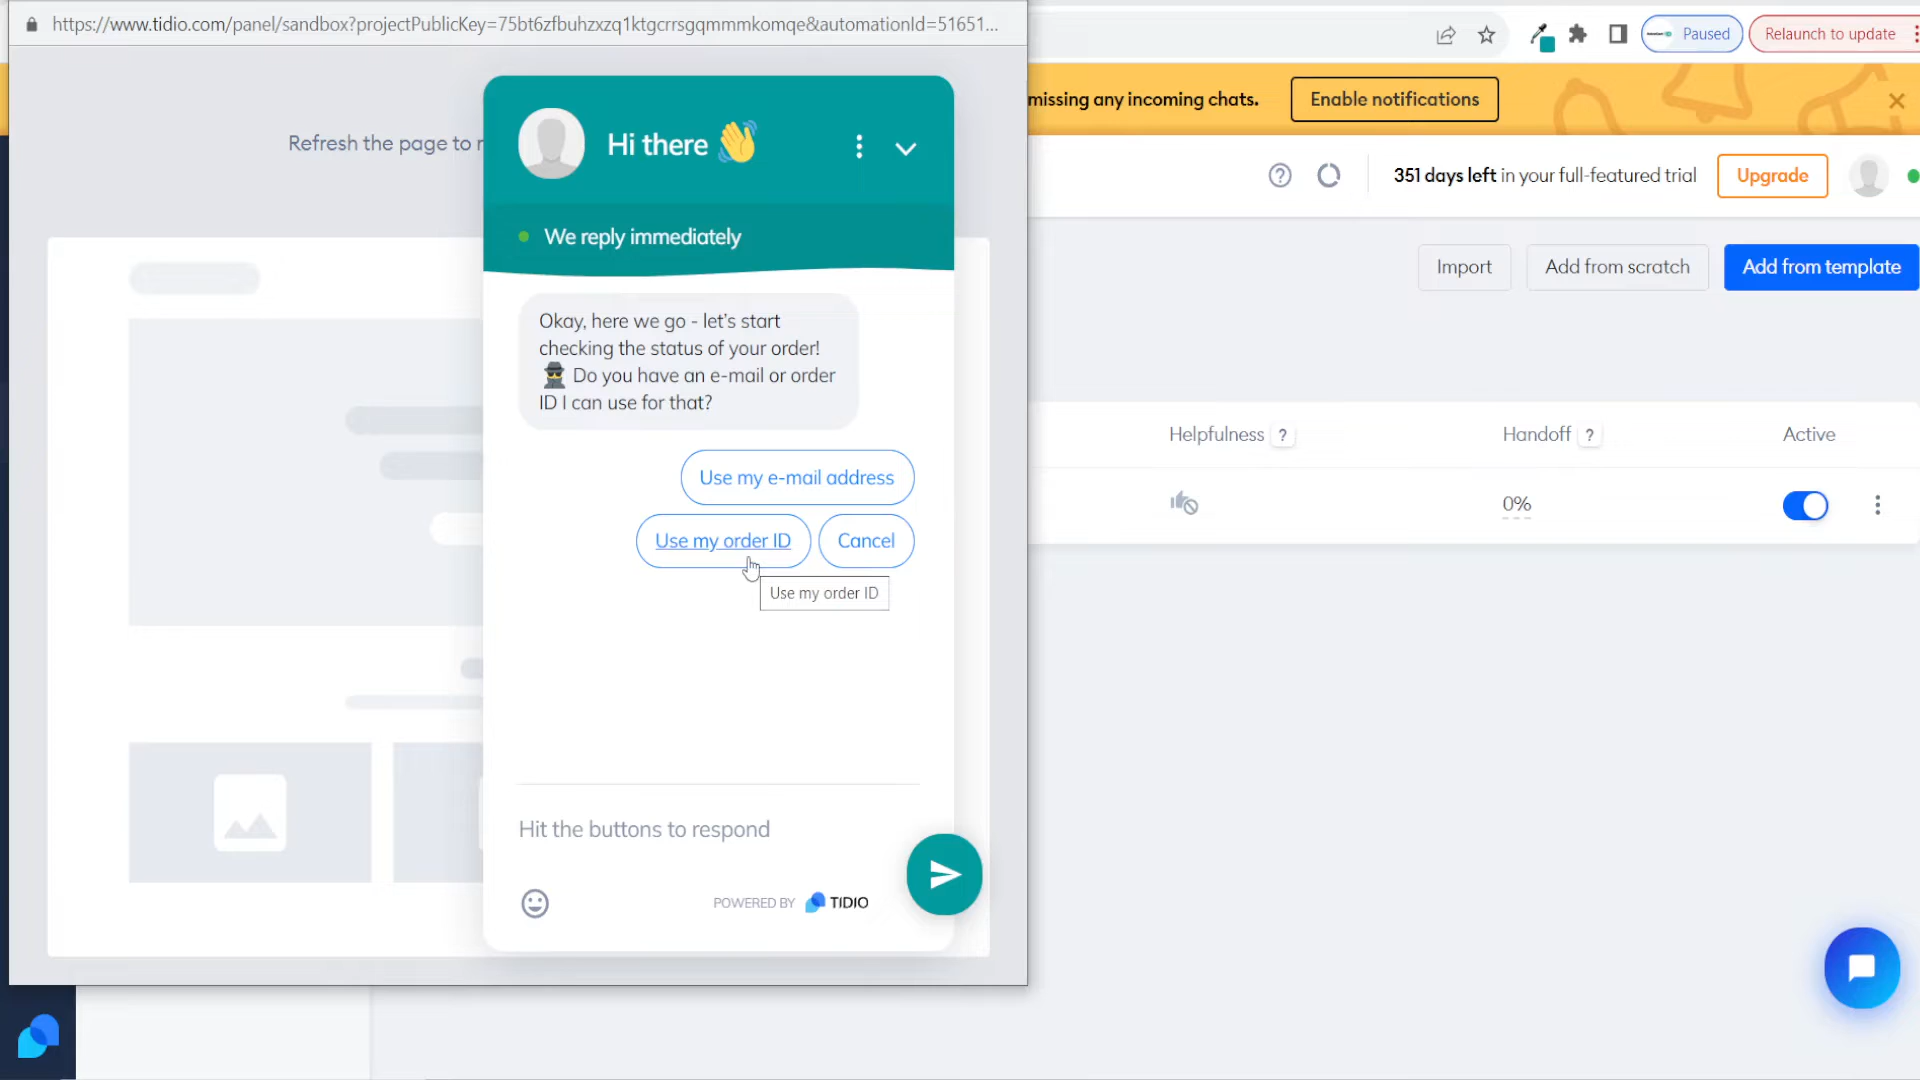 https://www.tidio.com/panel/sandbox?projectPublicKey=75bt6zfbuhzxzq1ktgcrrsgqmmmkomqe&automationId=51651...
Paused
Relaunch to update
missing any incoming chats.
Enable notifications
Refresh the page to r
Hi there 👋
351 days left in your full-featured trial
Upgrade
We reply immediately
Import
Add from scratch
Add from template
Okay, here we go - let's start
checking the status of your order!
🕵 Do you have an e-mail or order
ID I can use for that?
Helpfulness ?
Handoff ?
Active
Use my e-mail address
0%
Use my order ID
Cancel
Use my order ID
Hit the buttons to respond
POWERED BY TIDIO